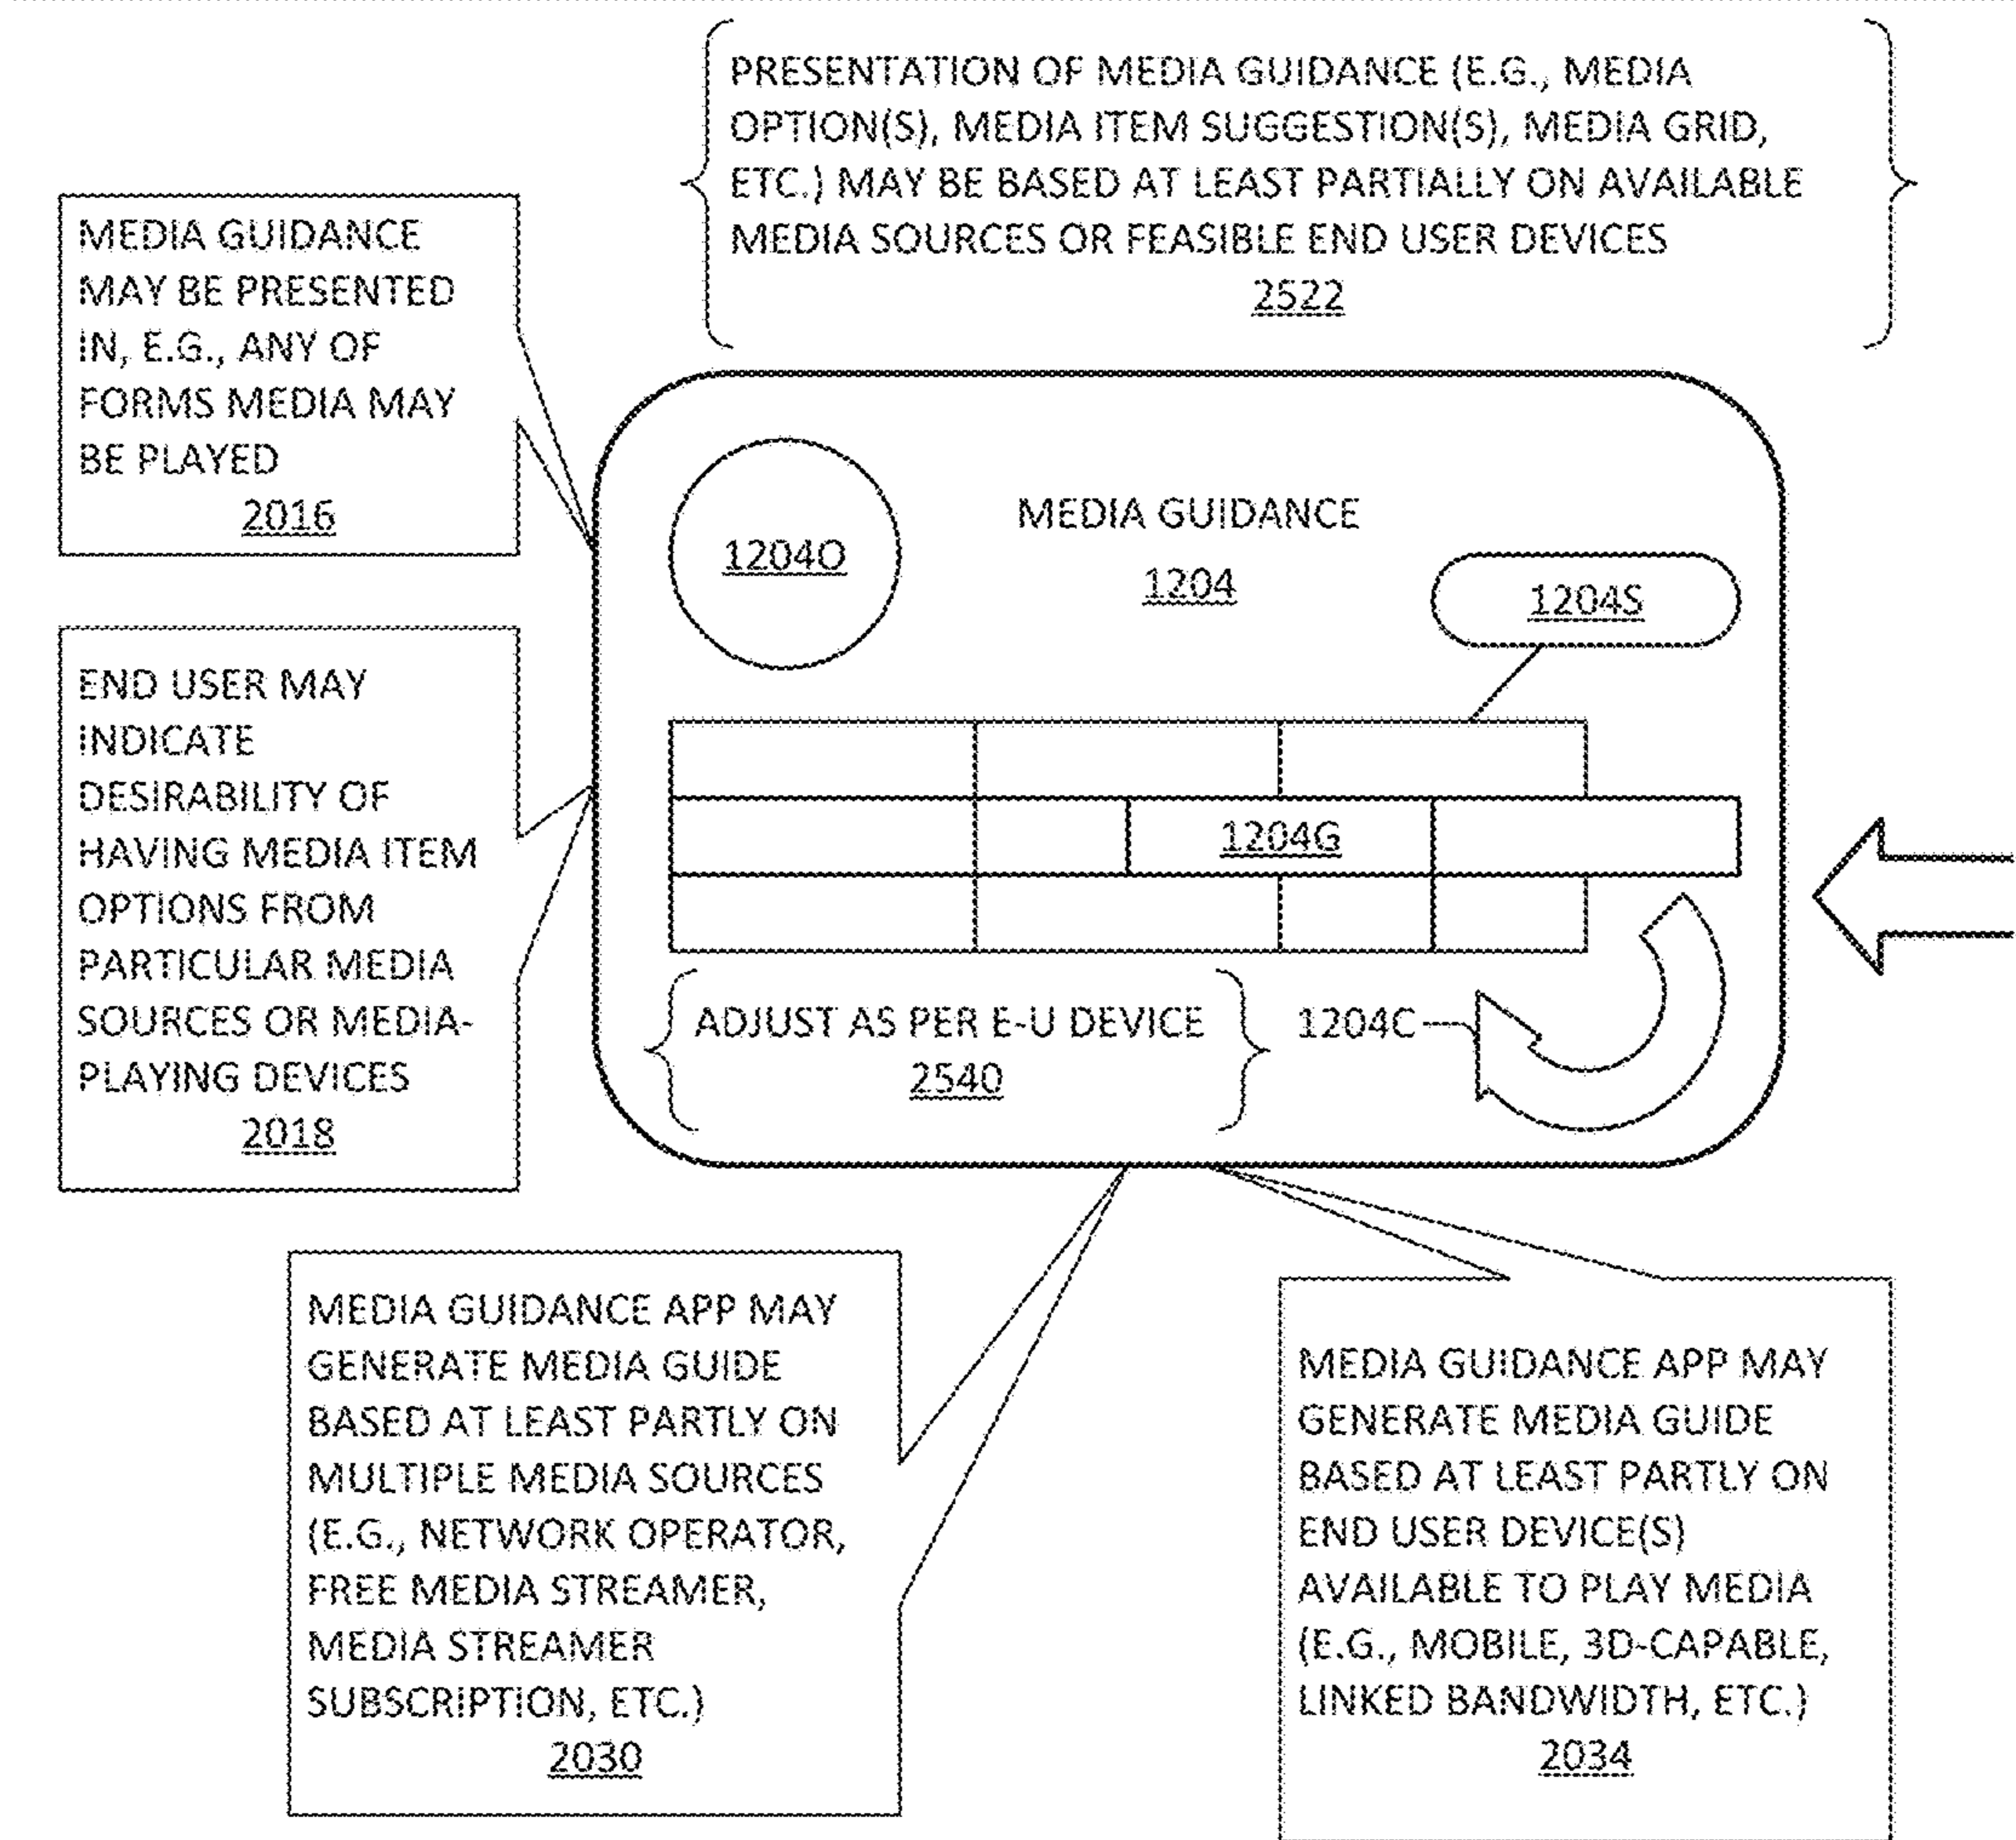 PRESENTATION OF MEDIA GUIDANCE (E.G., MEDIA
OPTION(S), MEDIA ITEM SUGGESTION(S), MEDIA GRID,
ETC.) MAY BE BASED AT LEAST PARTIALLY ON AVAILABLE
MEDIA SOURCES OR FEASIBLE END USER DEVICES
2522
MEDIA GUIDANCE
MAY BE PRESENTED
IN, E.G., ANY OF
FORMS MEDIA MAY
BE PLAYED
2016
MEDIA GUIDANCE
1204
1204O
1204S
1204G
END USER MAY
INDICATE
DESIRABILITY OF
HAVING MEDIA ITEM
OPTIONS FROM
PARTICULAR MEDIA
SOURCES OR MEDIA-
PLAYING DEVICES
2018
ADJUST AS PER E-U DEVICE
2540
1204C
MEDIA GUIDANCE APP MAY
GENERATE MEDIA GUIDE
BASED AT LEAST PARTLY ON
MULTIPLE MEDIA SOURCES
(E.G., NETWORK OPERATOR,
FREE MEDIA STREAMER,
MEDIA STREAMER
SUBSCRIPTION, ETC.)
2030
MEDIA GUIDANCE APP MAY
GENERATE MEDIA GUIDE
BASED AT LEAST PARTLY ON
END USER DEVICE(S)
AVAILABLE TO PLAY MEDIA
(E.G., MOBILE, 3D-CAPABLE,
LINKED BANDWIDTH, ETC.)
2034